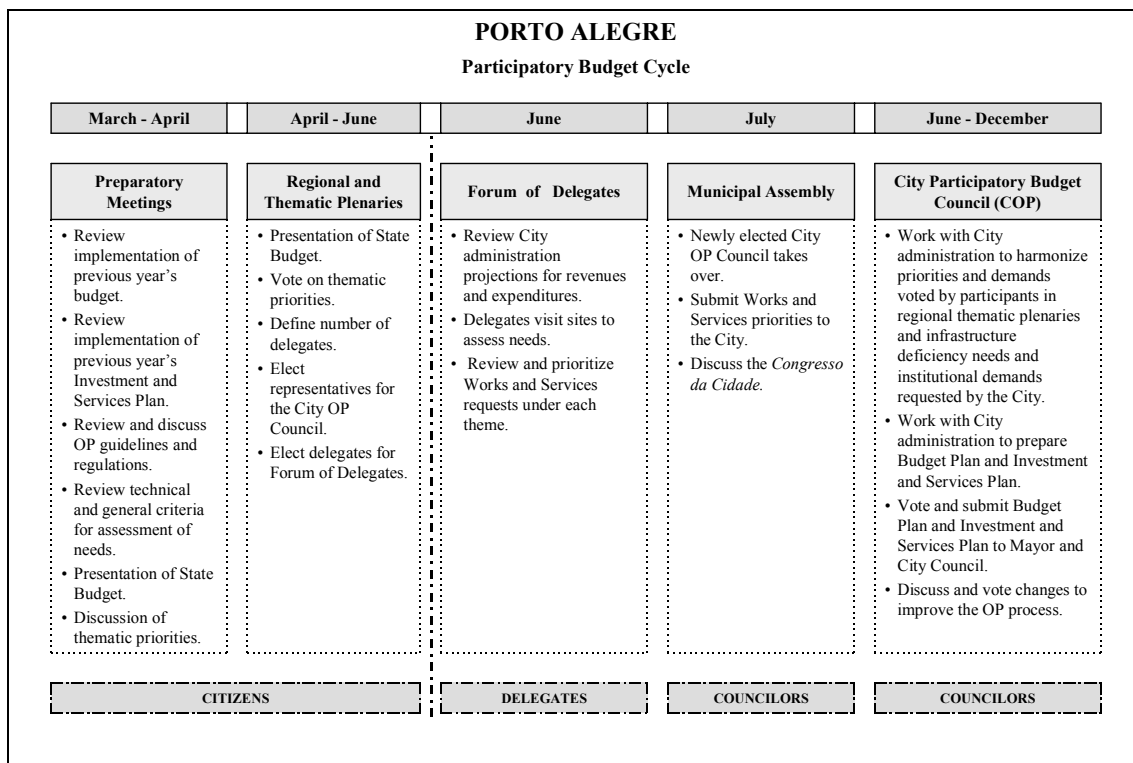 PORTO ALEGRE
Participatory Budget Cycle
March - April
April - June
June
July
June - December
Preparatory
Meetings
• Review
implementation of
previous year’s
budget.
• Review
implementation of
previous year’s
Investment and
Services Plan.
• Review and discuss
OP guidelines and
regulations.
• Review technical
and general criteria
for assessment of
needs.
• Presentation of State
Budget.
• Discussion of
thematic priorities.
Regional and
Thematic Plenaries
• Presentation of State
Budget.
• Vote on thematic
priorities.
• Define number of
delegates.
• Elect
representatives for
the City OP
Council.
• Elect delegates for
Forum of Delegates.
Forum of Delegates
• Review City
administration
projections for revenues
and expenditures.
• Delegates visit sites to
assess needs.
• Review and prioritize
Works and Services
requests under each
theme.
Municipal Assembly
• Newly elected City
OP Council takes
over.
• Submit Works and
Services priorities to
the City.
• Discuss the Congresso
da Cidade.
City Participatory Budget
Council (COP)
• Work with City
administration to harmonize
priorities and demands
voted by participants in
regional thematic plenaries
and infrastructure
deficiency needs and
institutional demands
requested by the City.
• Work with City
administration to prepare
Budget Plan and Investment
and Services Plan.
• Vote and submit Budget
Plan and Investment and
Services Plan to Mayor and
City Council.
• Discuss and vote changes to
improve the OP process.
CITIZENS
DELEGATES
COUNCILORS
COUNCILORS